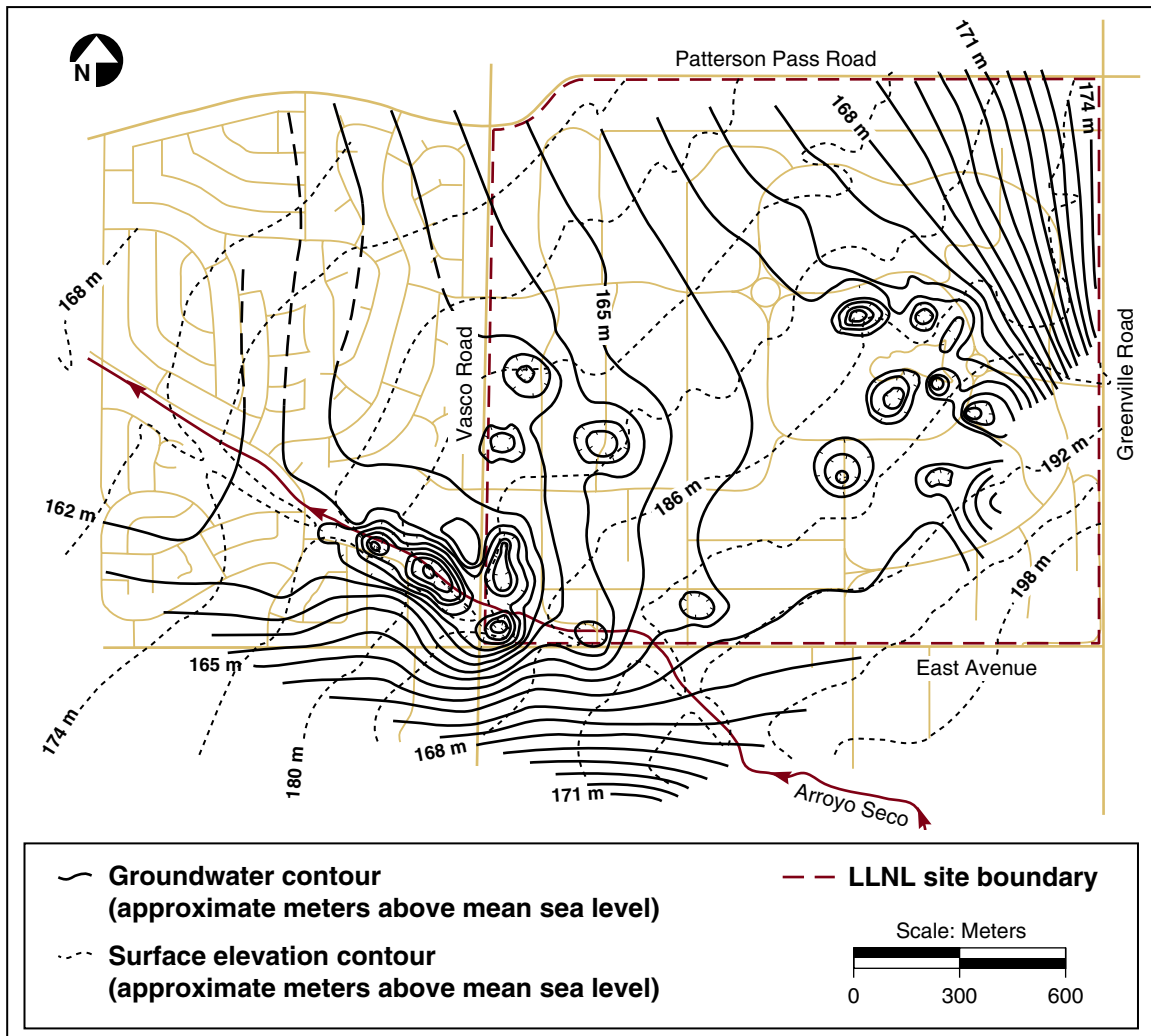 N
Patterson Pass Road
171 m
174 m
168 m
168 m
165 m
Vasco Road
Greenville Road
192 m
186 m
162 m
198 m
165 m
East Avenue
174 m
180 m
168 m
171 m
Arroyo Seco
Groundwater contour
(approximate meters above mean sea level)
Surface elevation contour
(approximate meters above mean sea level)
LLNL site boundary
Scale: Meters
0 300 600